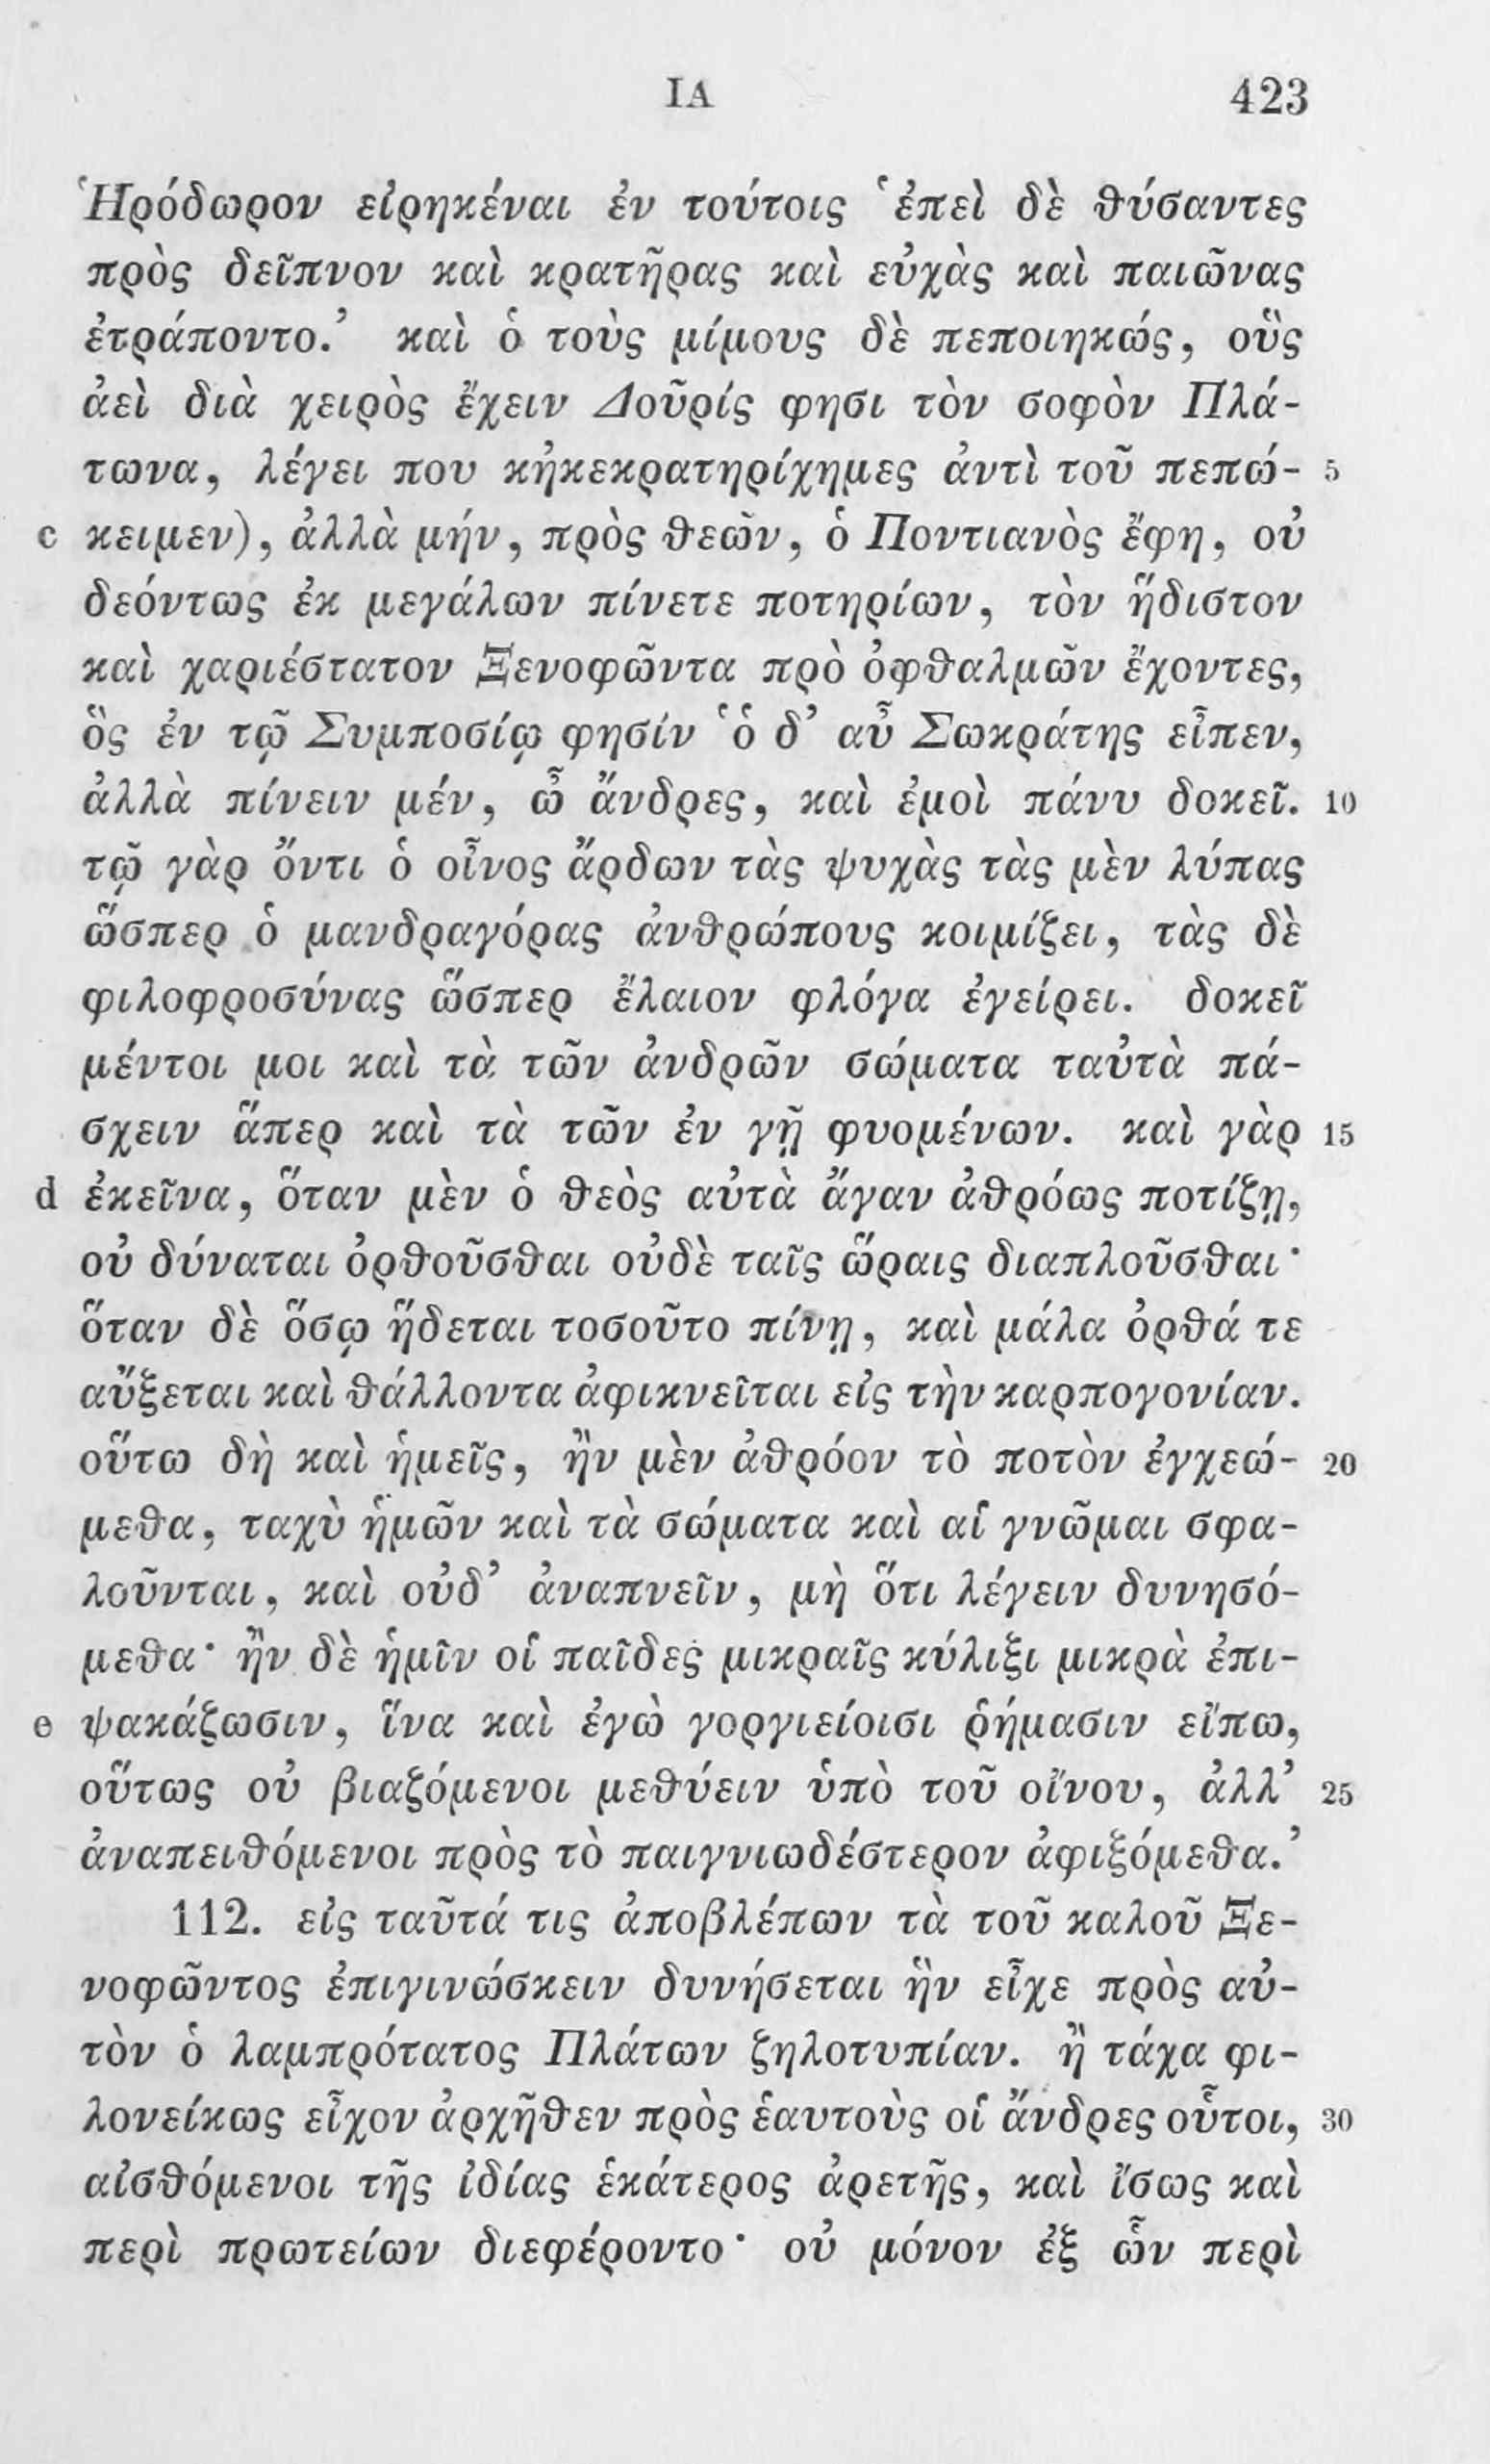 ΙΑ 423
Ἡρόδωρον εἰρηκέναι ἐν τούτοις ‘ἐπεὶ δὲ θύσαντες
πρὸς δεῖπνον καὶ κρατῆρας καὶ εὐχὰς καὶ παιῶνας
ἐτράποντο.’ καὶ ὁ τοὺς μίμους δὲ πεποιηκώς, οὓς
ἀεὶ διὰ χειρὸς ἔχειν Δοῦρίς φησι τὸν σοφὸν Πλά-
τωνα, λέγει που κἠκεκρατηρίχημες ἀντὶ τοῦ πεπώ- 5
c κειμεν), ἀλλὰ μήν, πρὸς θεῶν, ὁ Ποντιανὸς ἔφη, οὐ
δεόντως ἐκ μεγάλων πίνετε ποτηρίων, τὸν ἥδιστον
καὶ χαριέστατον Ξενοφῶντα πρὸ ὀφθαλμῶν ἔχοντες,
ὃς ἐν τῷ Συμποσίῳ φησίν ‘ὁ δ’ αὖ Σωκράτης εἶπεν,
ἀλλὰ πίνειν μέν, ὦ ἄνδρες, καὶ ἐμοὶ πάνυ δοκεῖ. 10
τῷ γὰρ ὄντι ὁ οἶνος ἄρδων τὰς ψυχὰς τὰς μὲν λύπας
ὥσπερ ὁ μανδραγόρας ἀνθρώπους κοιμίζει, τὰς δὲ
φιλοφροσύνας ὥσπερ ἔλαιον φλόγα ἐγείρει. δοκεῖ
μέντοι μοι καὶ τὰ τῶν ἀνδρῶν σώματα ταὐτὰ πά-
σχειν ἅπερ καὶ τὰ τῶν ἐν γῇ φυομένων. καὶ γὰρ 15
d ἐκεῖνα, ὅταν μὲν ὁ θεὸς αὐτὰ ἄγαν ἀθρόως ποτίζῃ,
οὐ δύναται ὀρθοῦσθαι οὐδὲ ταῖς ὥραις διαπλοῦσθαι·
ὅταν δὲ ὅσῳ ἥδεται τοσοῦτο πίνῃ, καὶ μάλα ὀρθά τε
αὔξεται καὶ θάλλοντα ἀφικνεῖται εἰς τὴν καρπογονίαν.
οὕτω δὴ καὶ ἡμεῖς, ἢν μὲν ἀθρόον τὸ ποτὸν ἐγχεώ- 20
μεθα, ταχὺ ἡμῶν καὶ τὰ σώματα καὶ αἱ γνῶμαι σφα-
λοῦνται, καὶ οὐδ’ ἀναπνεῖν, μὴ ὅτι λέγειν δυνησό-
μεθα· ἢν δὲ ἡμῖν οἱ παῖδες μικραῖς κύλιξι μικρὰ ἐπι-
e ψακάζωσιν, ἵνα καὶ ἐγὼ γοργιείοισι ῥήμασιν εἴπω,
οὕτως οὐ βιαζόμενοι μεθύειν ὑπὸ τοῦ οἴνου, ἀλλ’ 25
ἀναπειθόμενοι πρὸς τὸ παιγνιωδέστερον ἀφιξόμεθα.’
112. εἰς ταῦτά τις ἀποβλέπων τὰ τοῦ καλοῦ Ξε-
νοφῶντος ἐπιγινώσκειν δυνήσεται ἣν εἶχε πρὸς αὐ-
τὸν ὁ λαμπρότατος Πλάτων ζηλοτυπίαν. ἢ τάχα φι-
λονείκως εἶχον ἀρχῆθεν πρὸς ἑαυτοὺς οἱ ἄνδρες οὗτοι, 30
αἰσθόμενοι τῆς ἰδίας ἑκάτερος ἀρετῆς, καὶ ἴσως καὶ
περὶ πρωτείων διεφέροντο· οὐ μόνον ἐξ ὧν περὶ